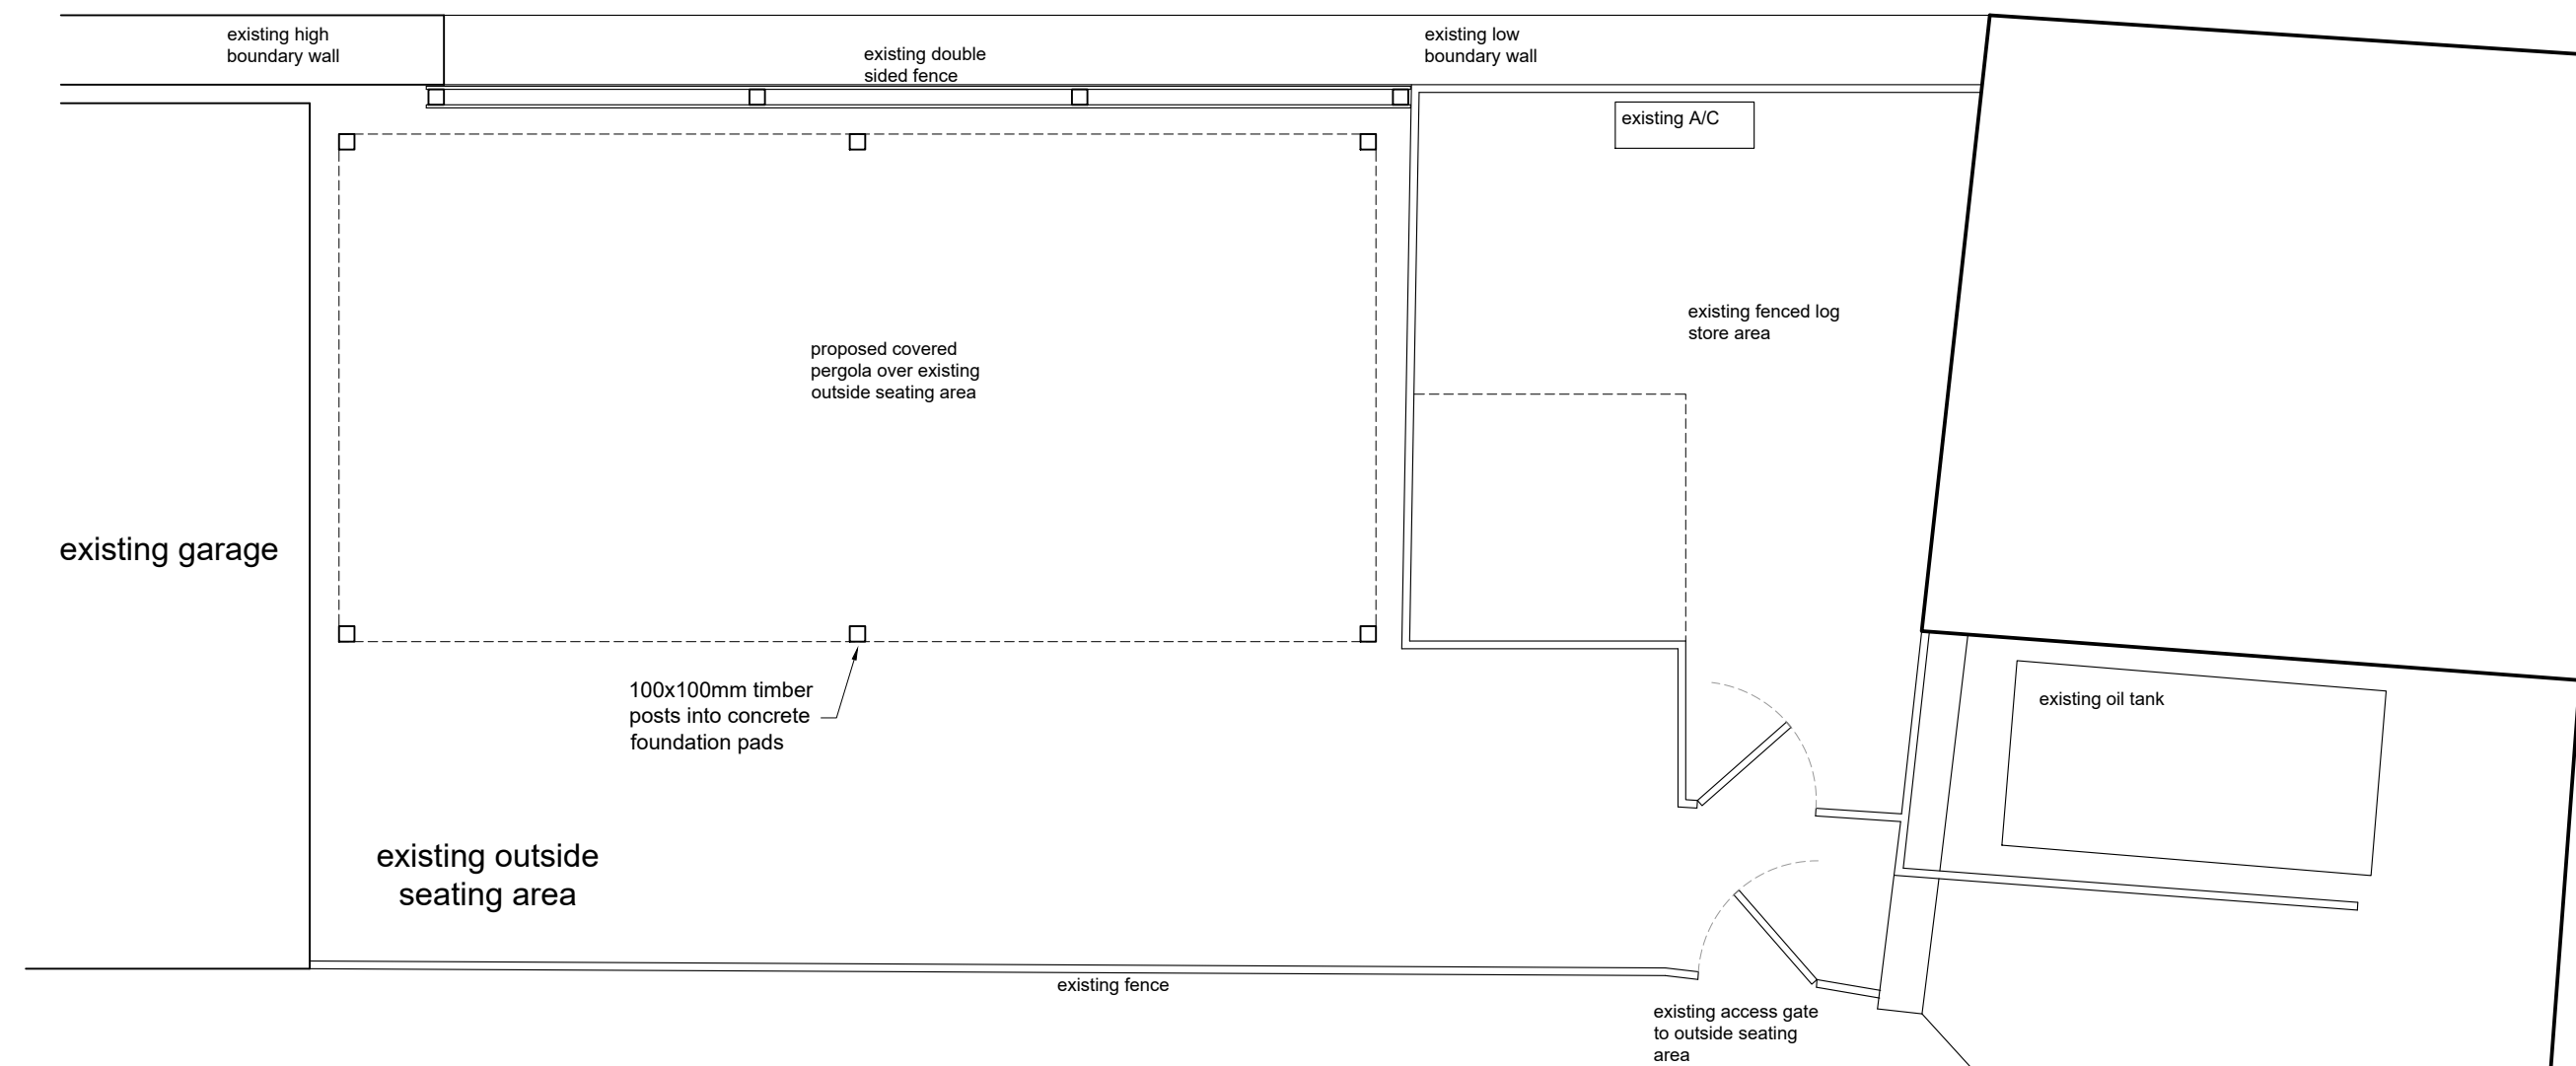 existing high
boundary wall
existing double
sided fence
existing low
boundary wall
existing A/C
existing fenced log
store area
proposed covered
pergola over existing
outside seating area
existing garage
100x100mm timber
posts into concrete
foundation pads
existing oil tank
existing outside
seating area
existing fence
existing access gate
to outside seating
area